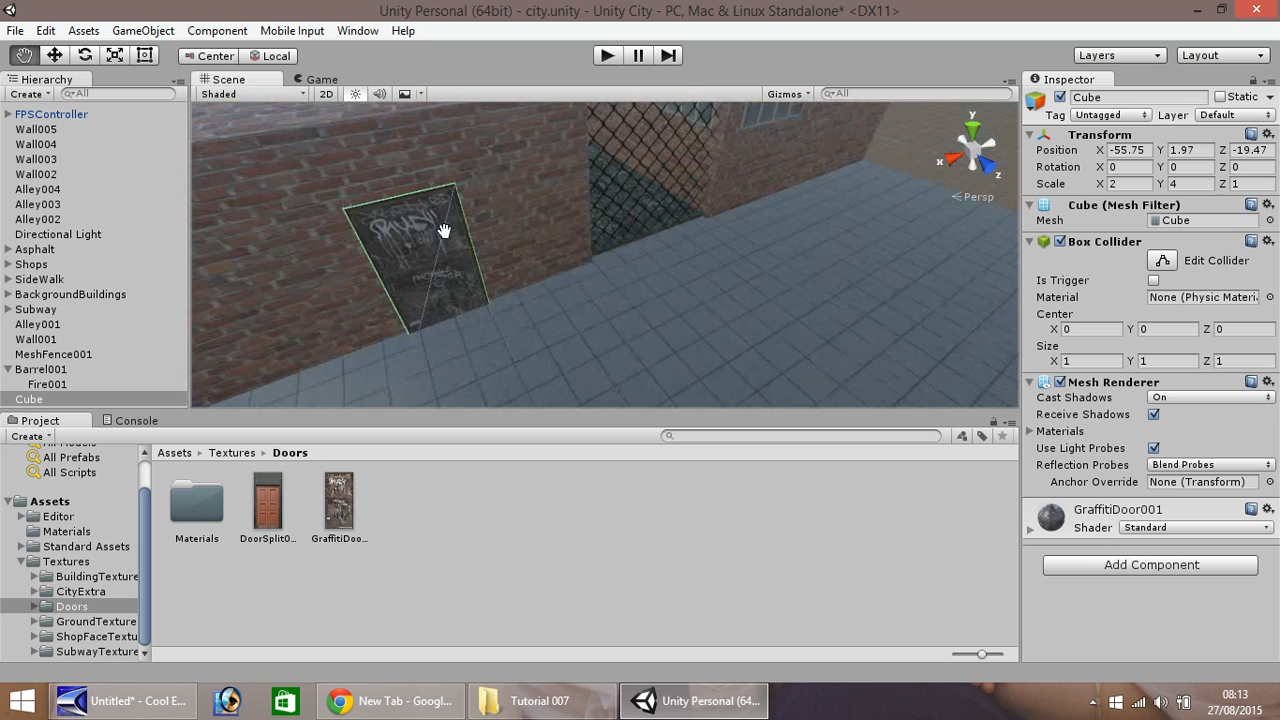 Unity Personal (64bit) - city.unity - Unity City - PC, Mac & Linux Standalone* <DX11>
File Edit Assets GameObject Component Mobile Input Window Help
Center Local Layers Layout
Hierarchy
Create All
FPSController
Wall005
Wall004
Wall003
Wall002
Alley004
Alley003
Alley002
Directional Light
Asphalt
Shops
SideWalk
BackgroundBuildings
Subway
Alley001
Wall001
MeshFence001
Barrel001
Fire001
Cube
Scene Game
Shaded 2D Gizmos All
y
x
z
Persp
Inspector
Cube Static
Tag Untagged Layer Default
Transform
Position X -55.75 Y 1.97 Z -19.47
Rotation X 0 Y 0 Z 0
Scale X 2 Y 4 Z 1
Cube (Mesh Filter)
Mesh Cube
Box Collider
Edit Collider
Is Trigger
Material None (Physic Materi
Center
X 0 Y 0 Z 0
Size
X 1 Y 1 Z 1
Mesh Renderer
Cast Shadows On
Receive Shadows
Materials
Use Light Probes
Reflection Probes Blend Probes
Anchor Override None (Transform)
GraffitiDoor001
Shader Standard
Add Component
Project Console
Create
All Prefabs
All Scripts
Assets
Editor
Materials
Standard Assets
Textures
BuildingTexture
CityExtra
Doors
GroundTexture
ShopFaceTextu
SubwayTexture
Assets Textures Doors
Materials DoorSplit0... GraffitiDoo...
Untitled* - Cool E... New Tab - Googl... Tutorial 007 Unity Personal (64...
08:13
27/08/2015